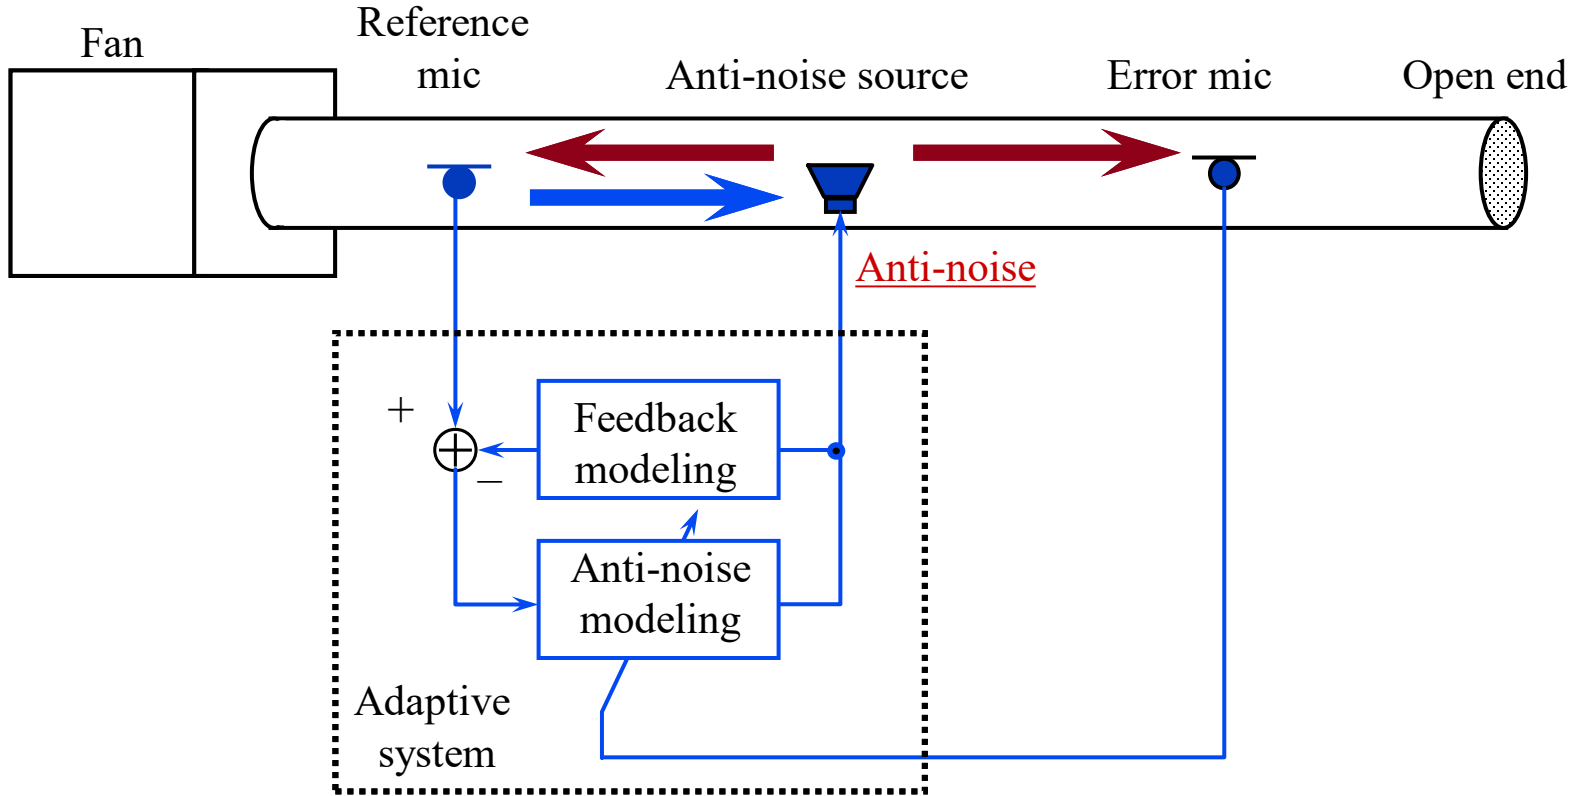 Fan
Reference
mic
Anti-noise source
Error mic
Open end
Anti-noise
+
Feedback
modeling
−
Anti-noise
modeling
Adaptive
system